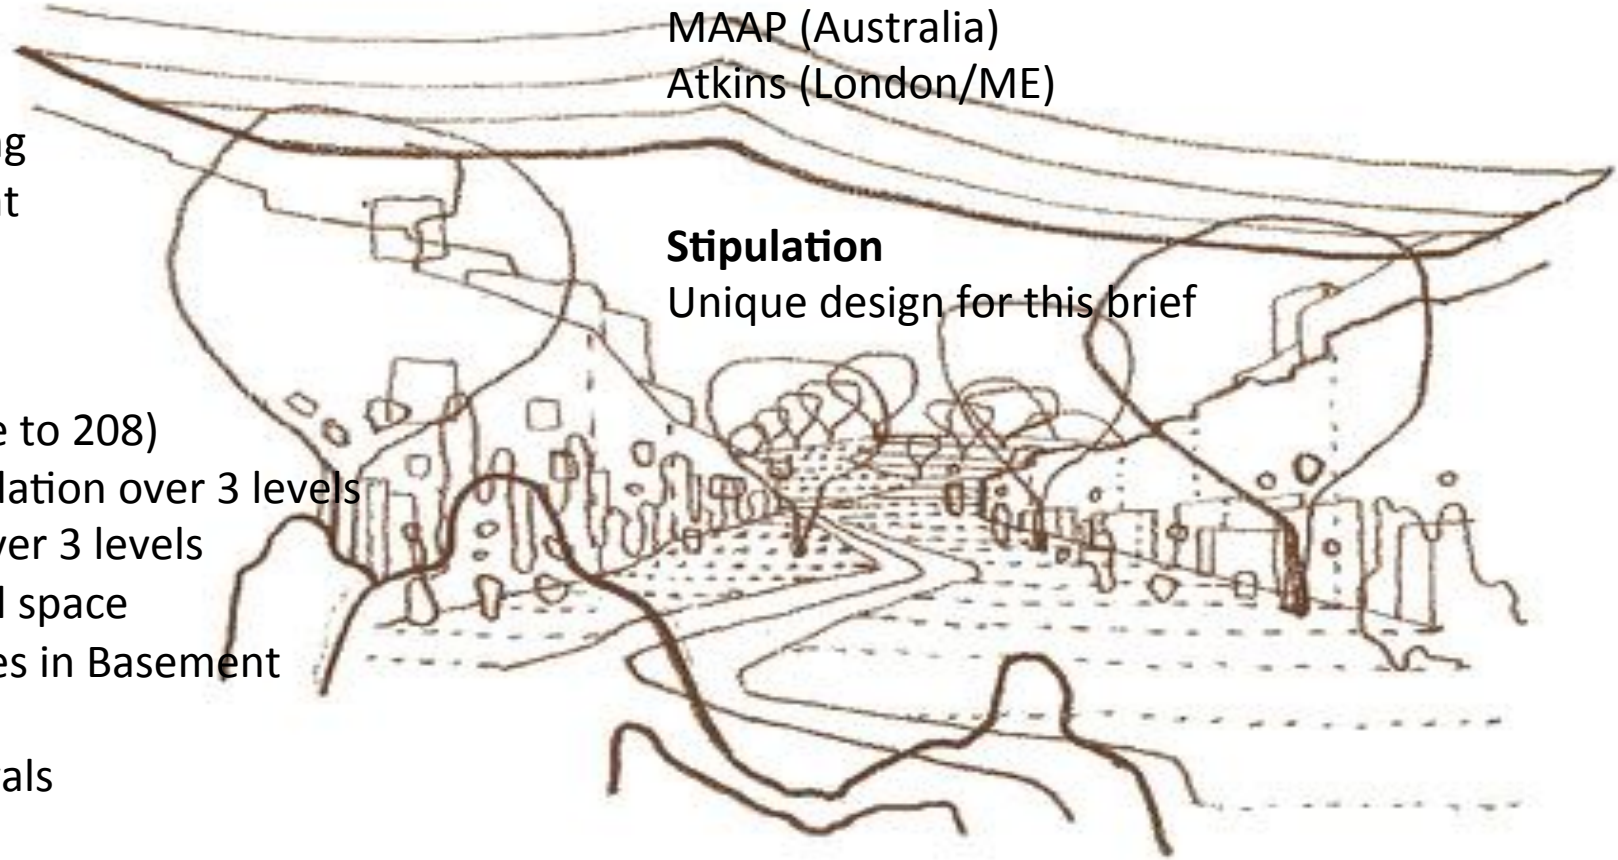 MAAP (Australia)
Atkins (London/ME)
Stipulation
Unique design for this brief
e to 208)
lation over 3 levels
ver 3 levels
l space
es in Basement
als